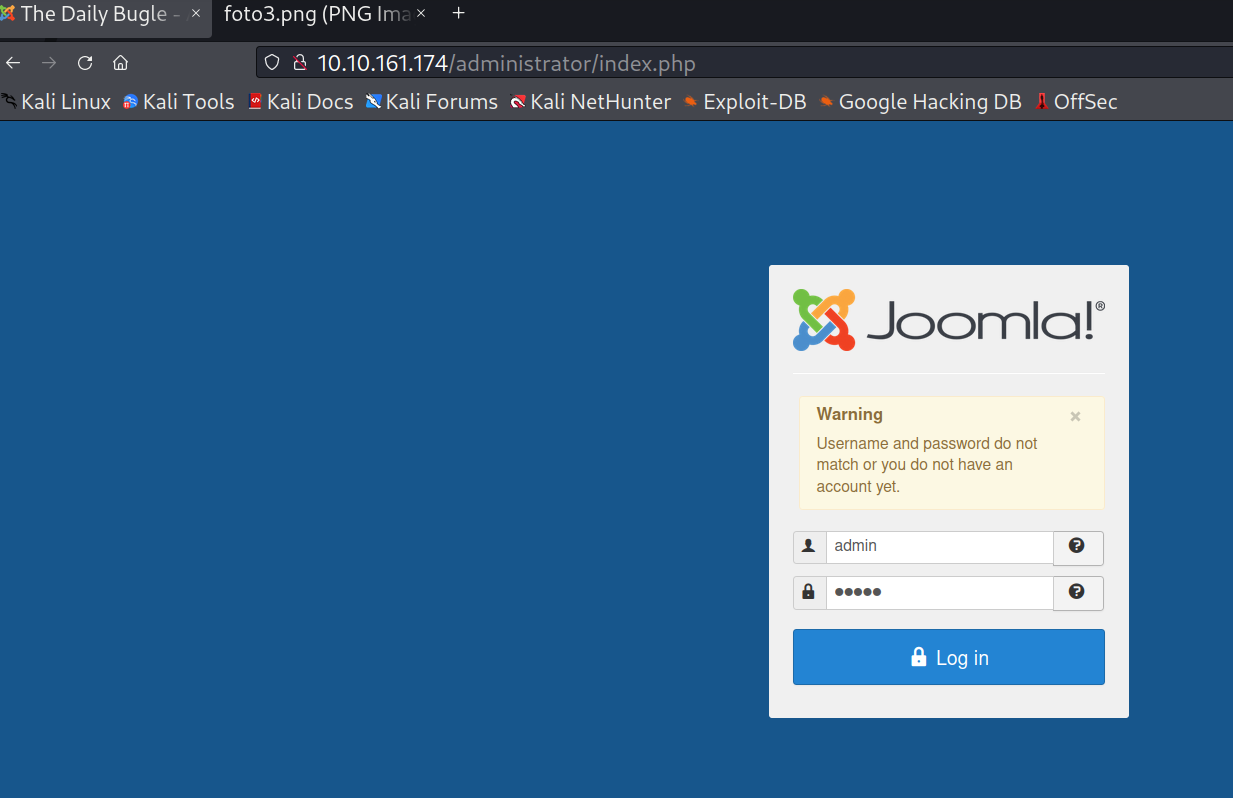 The Daily Bugle -
foto3.png (PNG Ima
10.10.161.174/administrator/index.php
Kali Linux Kali Tools Kali Docs Kali Forums Kali NetHunter Exploit-DB Google Hacking DB OffSec
Joomla!®
Warning
Username and password do not
match or you do not have an
account yet.
admin
Log in